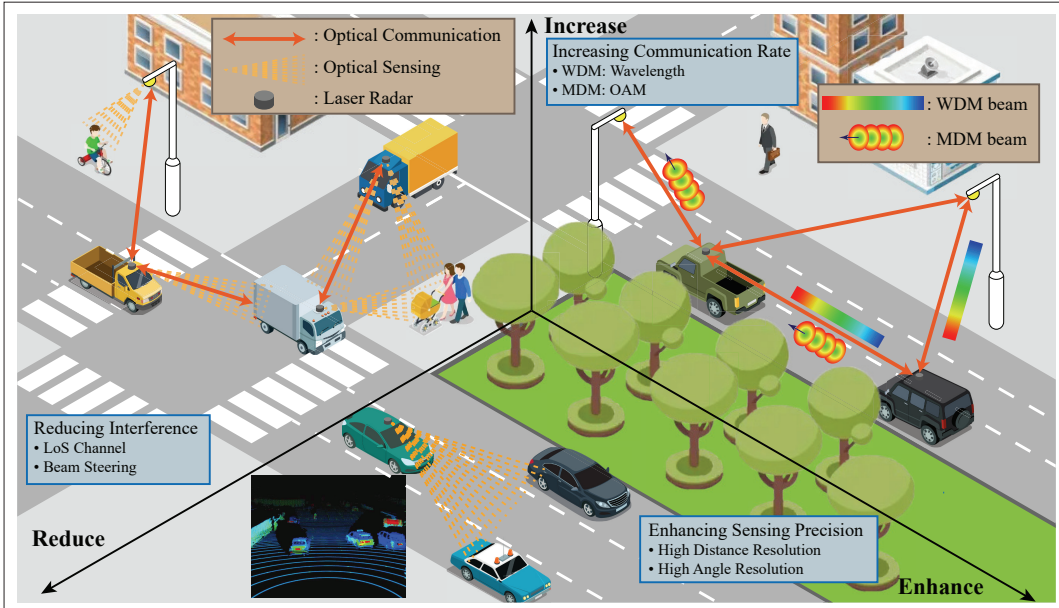 Increase
: Optical Communication
: Optical Sensing
: Laser Radar
Increasing Communication Rate
• WDM: Wavelength
• MDM: OAM
: WDM beam
: MDM beam
Reducing Interference
• LoS Channel
• Beam Steering
Reduce
Enhancing Sensing Precision
• High Distance Resolution
• High Angle Resolution
Enhance